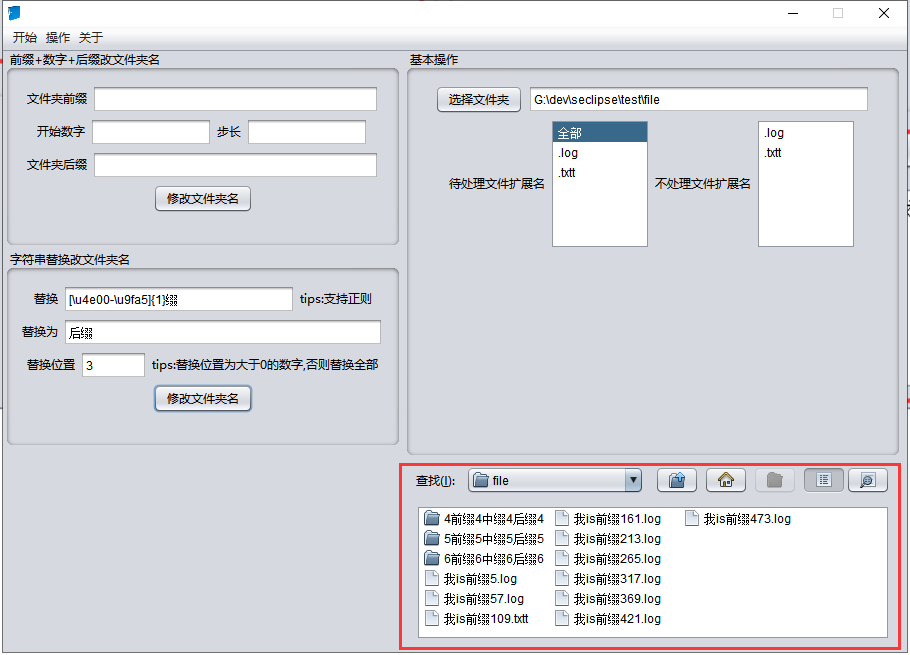 开始 操作 关于
前缀+数字+后缀改文件夹名
文件夹前缀
开始数字 步长
文件夹后缀
修改文件夹名
字符串替换改文件夹名
替换 [\u4e00-\u9fa5]{1}缀 tips:支持正则
替换为 后缀
替换位置 3 tips:替换位置为大于0的数字,否则替换全部
修改文件夹名
基本操作
选择文件夹 G:\dev\seclipse\test\file
待处理文件扩展名
全部
.log
.txtt
不处理文件扩展名
.log
.txtt
查找(I): file
4前缀4中缀4后缀4
5前缀5中缀5后缀5
6前缀6中缀6后缀6
我is前缀5.log
我is前缀57.log
我is前缀109.txtt
我is前缀161.log
我is前缀213.log
我is前缀265.log
我is前缀317.log
我is前缀369.log
我is前缀421.log
我is前缀473.log